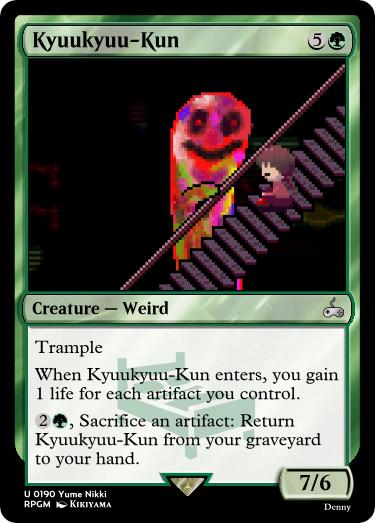 Kyuukyuu-Kun 5
Creature — Weird
Trample
When Kyuukyuu-Kun enters, you gain
1 life for each artifact you control.
2, Sacrifice an artifact: Return
Kyuukyuu-Kun from your graveyard
to your hand.
7/6
U 0190 Yume Nikki
RPGM KIKIYAMA
Denny